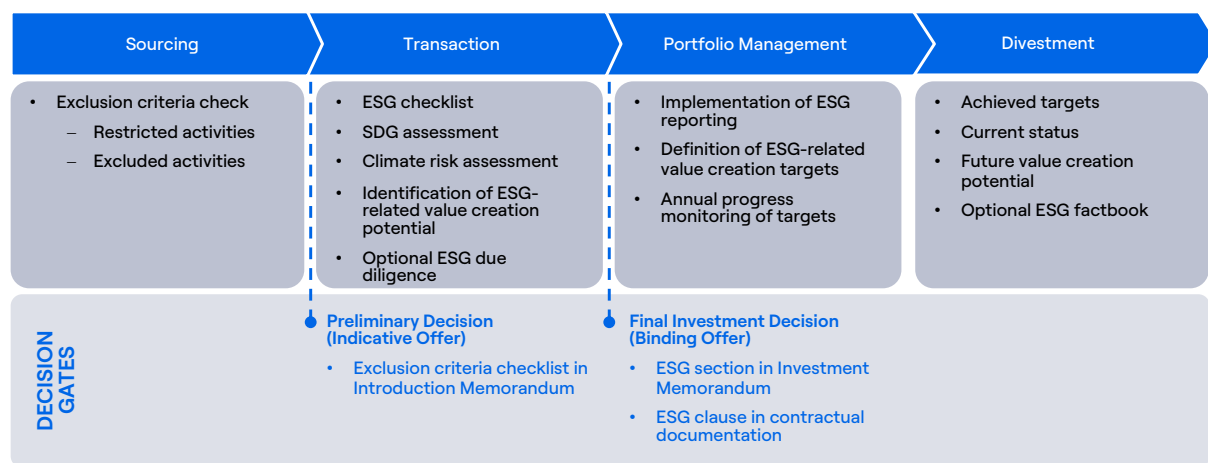 Sourcing
Transaction
Portfolio Management
Divestment
• Exclusion criteria check
– Restricted activities
– Excluded activities
• ESG checklist
• SDG assessment
• Climate risk assessment
• Identification of ESG-
related value creation
potential
• Optional ESG due
diligence
• Implementation of ESG
reporting
• Definition of ESG-related
value creation targets
• Annual progress
monitoring of targets
• Achieved targets
• Current status
• Future value creation
potential
• Optional ESG factbook
DECISION
GATES
Preliminary Decision
(Indicative Offer)
• Exclusion criteria checklist in
Introduction Memorandum
Final Investment Decision
(Binding Offer)
• ESG section in Investment
Memorandum
• ESG clause in contractual
documentation